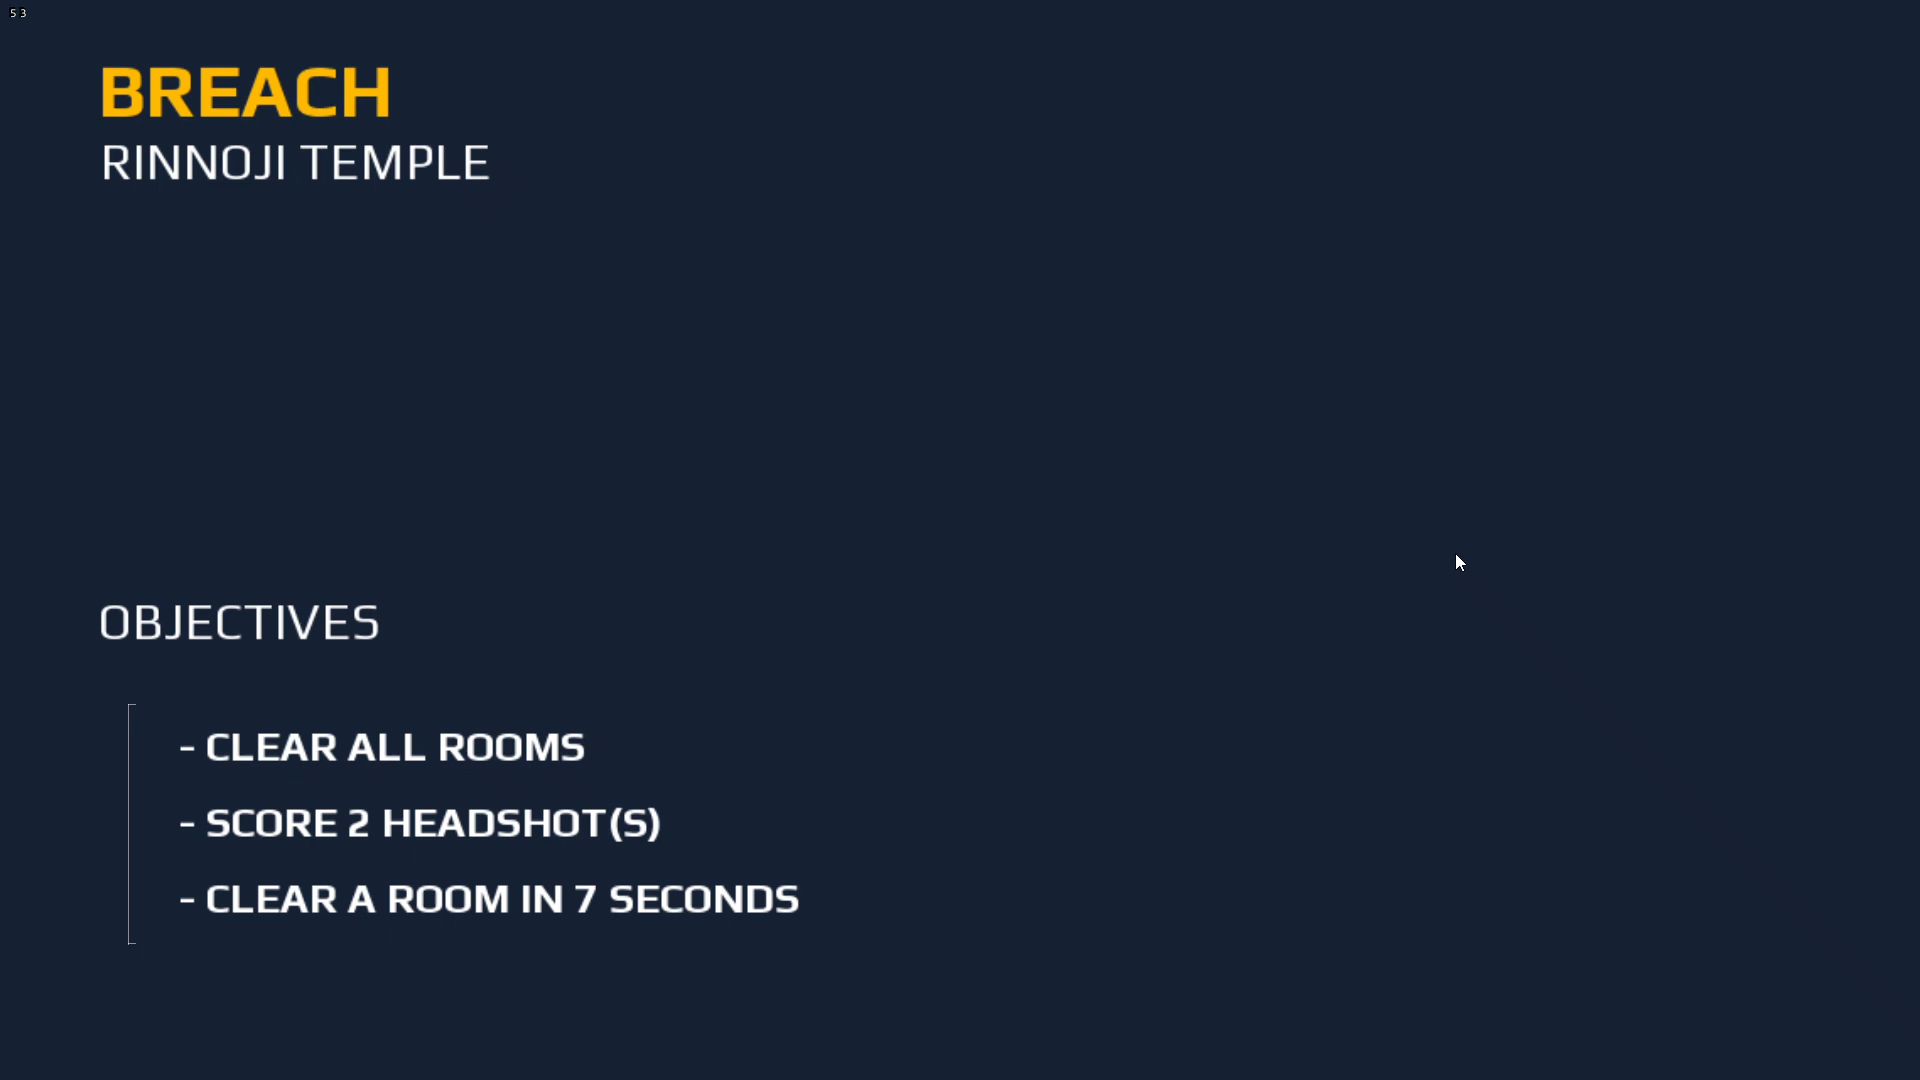 53
BREACH
RINNOJI TEMPLE
OBJECTIVES
- CLEAR ALL ROOMS
- SCORE 2 HEADSHOT(S)
- CLEAR A ROOM IN 7 SECONDS